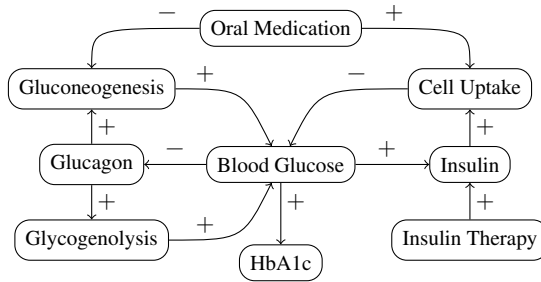 − Oral Medication +
Gluconeogenesis + − Cell Uptake
+ +
Glucagon − Blood Glucose + Insulin
+ + + +
Glycogenolysis Insulin Therapy
HbA1c